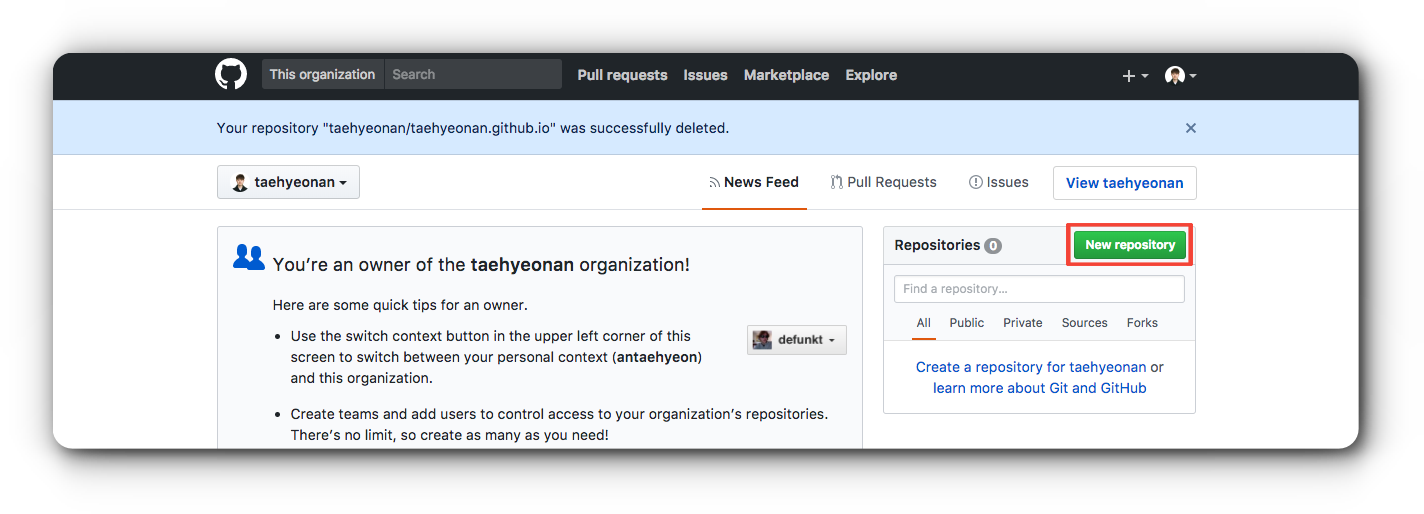 This organization Search Pull requests Issues Marketplace Explore
Your repository "taehyeonan/taehyeonan.github.io" was successfully deleted.
taehyeonan News Feed Pull Requests Issues View taehyeonan
You’re an owner of the taehyeonan organization!
Here are some quick tips for an owner.
• Use the switch context button in the upper left corner of this
screen to switch between your personal context (antaehyeon)
and this organization.
defunkt
• Create teams and add users to control access to your organization’s repositories.
There’s no limit, so create as many as you need!
Repositories 0 New repository
Find a repository…
All Public Private Sources Forks
Create a repository for taehyeonan or
learn more about Git and GitHub